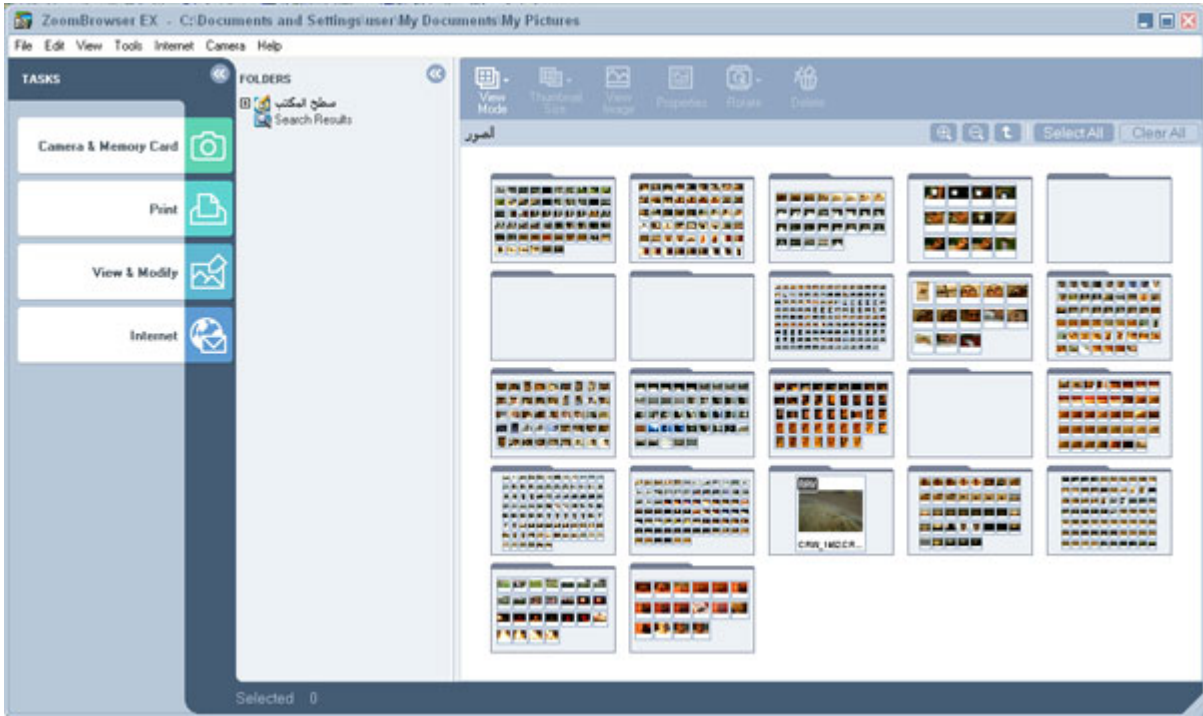 ZoomBrowser EX - C:\Documents and Settings\user\My Documents\My Pictures
File Edit View Tools Internet Camera Help
TASKS
Camera & Memory Card
Print
View & Modify
Internet
FOLDERS
سطح المكتب
Search Results
View Mode
Thumbnail Size
View Image
Properties
Rotate
Delete
الصور
Select All
Clear All
RAW
Selected 0